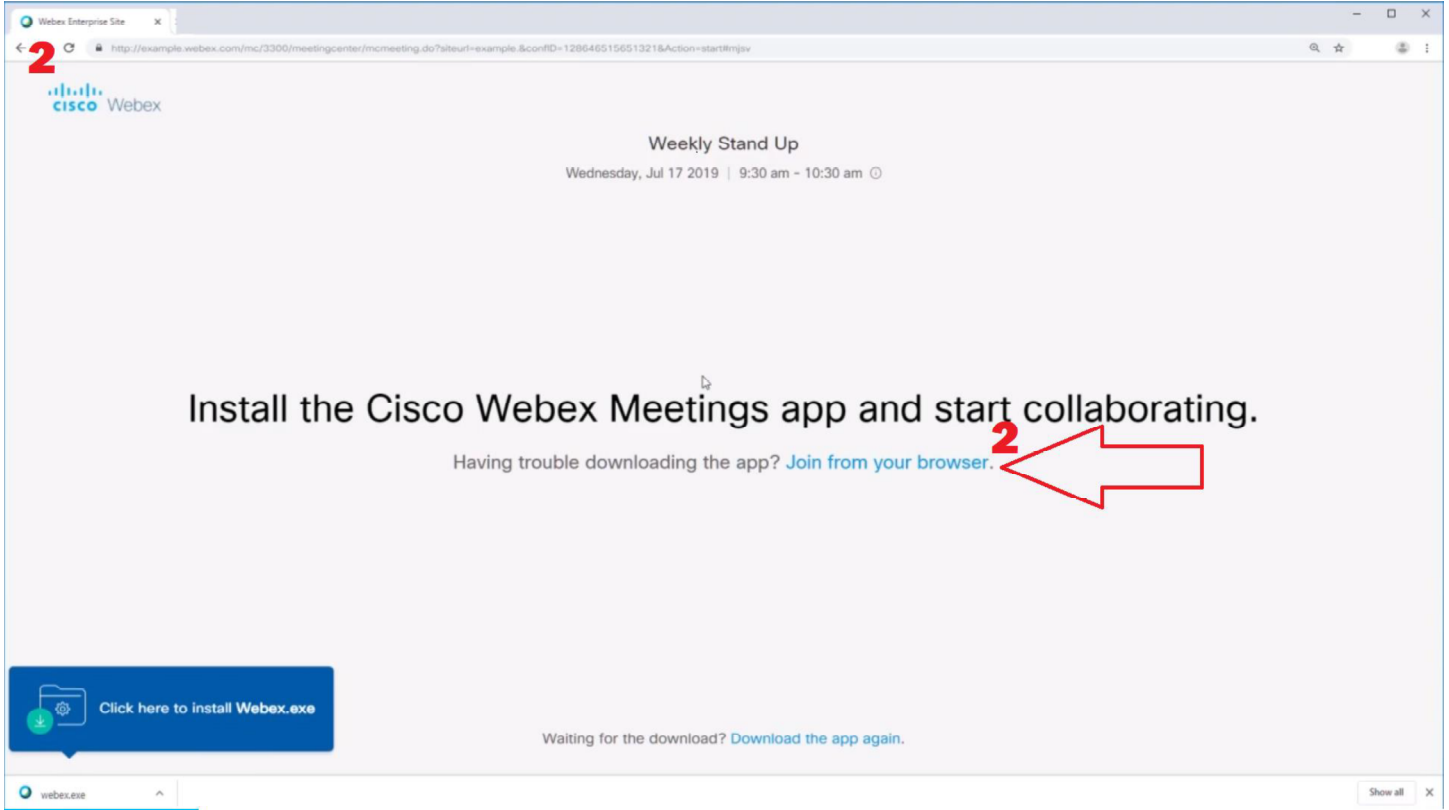 Webex Enterprise Site
2
http://example.webex.com/mc/3300/meetingcenter/mcmeeting.do?siteurl=example.&confID=128646515651321&Action=start#mjsv
CISCO Webex
Weekly Stand Up
Wednesday, Jul 17 2019 | 9:30 am - 10:30 am
Install the Cisco Webex Meetings app and start collaborating.
2
Having trouble downloading the app? Join from your browser.
Click here to install Webex.exe
Waiting for the download? Download the app again.
webex.exe
Show all